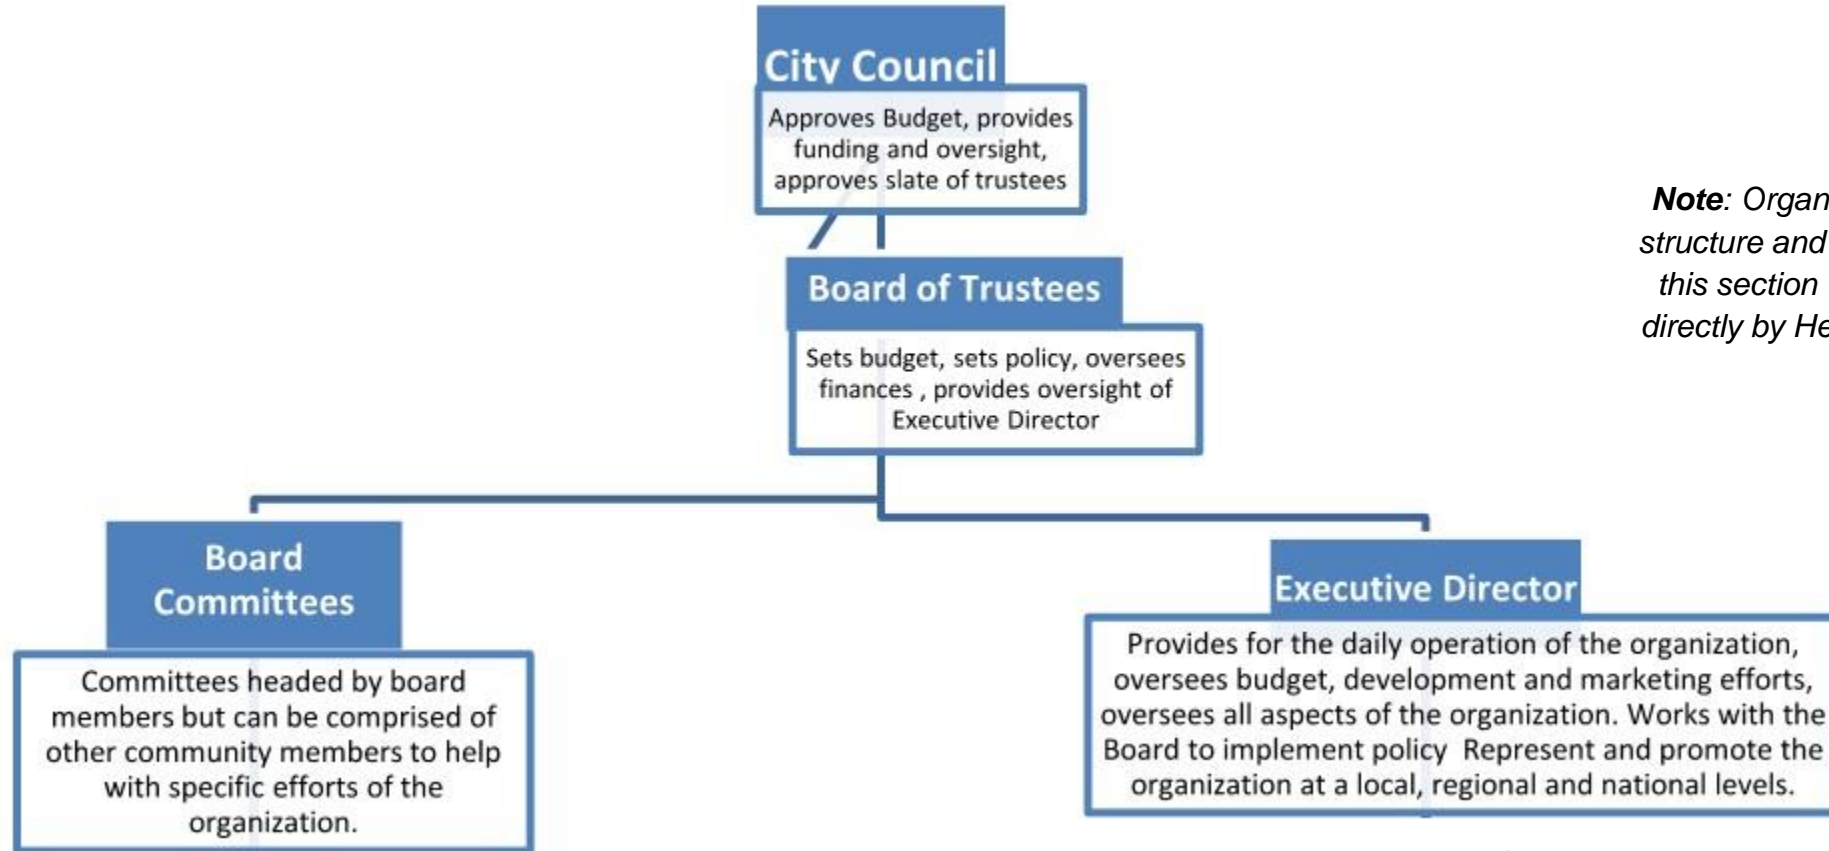 City Council
Approves Budget, provides
funding and oversight,
approves slate of trustees
Note: Organ
structure and
this section
directly by He
Board of Trustees
Sets budget, sets policy, oversees
finances , provides oversight of
Executive Director
Board
Committees
Committees headed by board
members but can be comprised of
other community members to help
with specific efforts of the
organization.
Executive Director
Provides for the daily operation of the organization,
oversees budget, development and marketing efforts,
oversees all aspects of the organization. Works with the
Board to implement policy  Represent and promote the
organization at a local, regional and national levels.